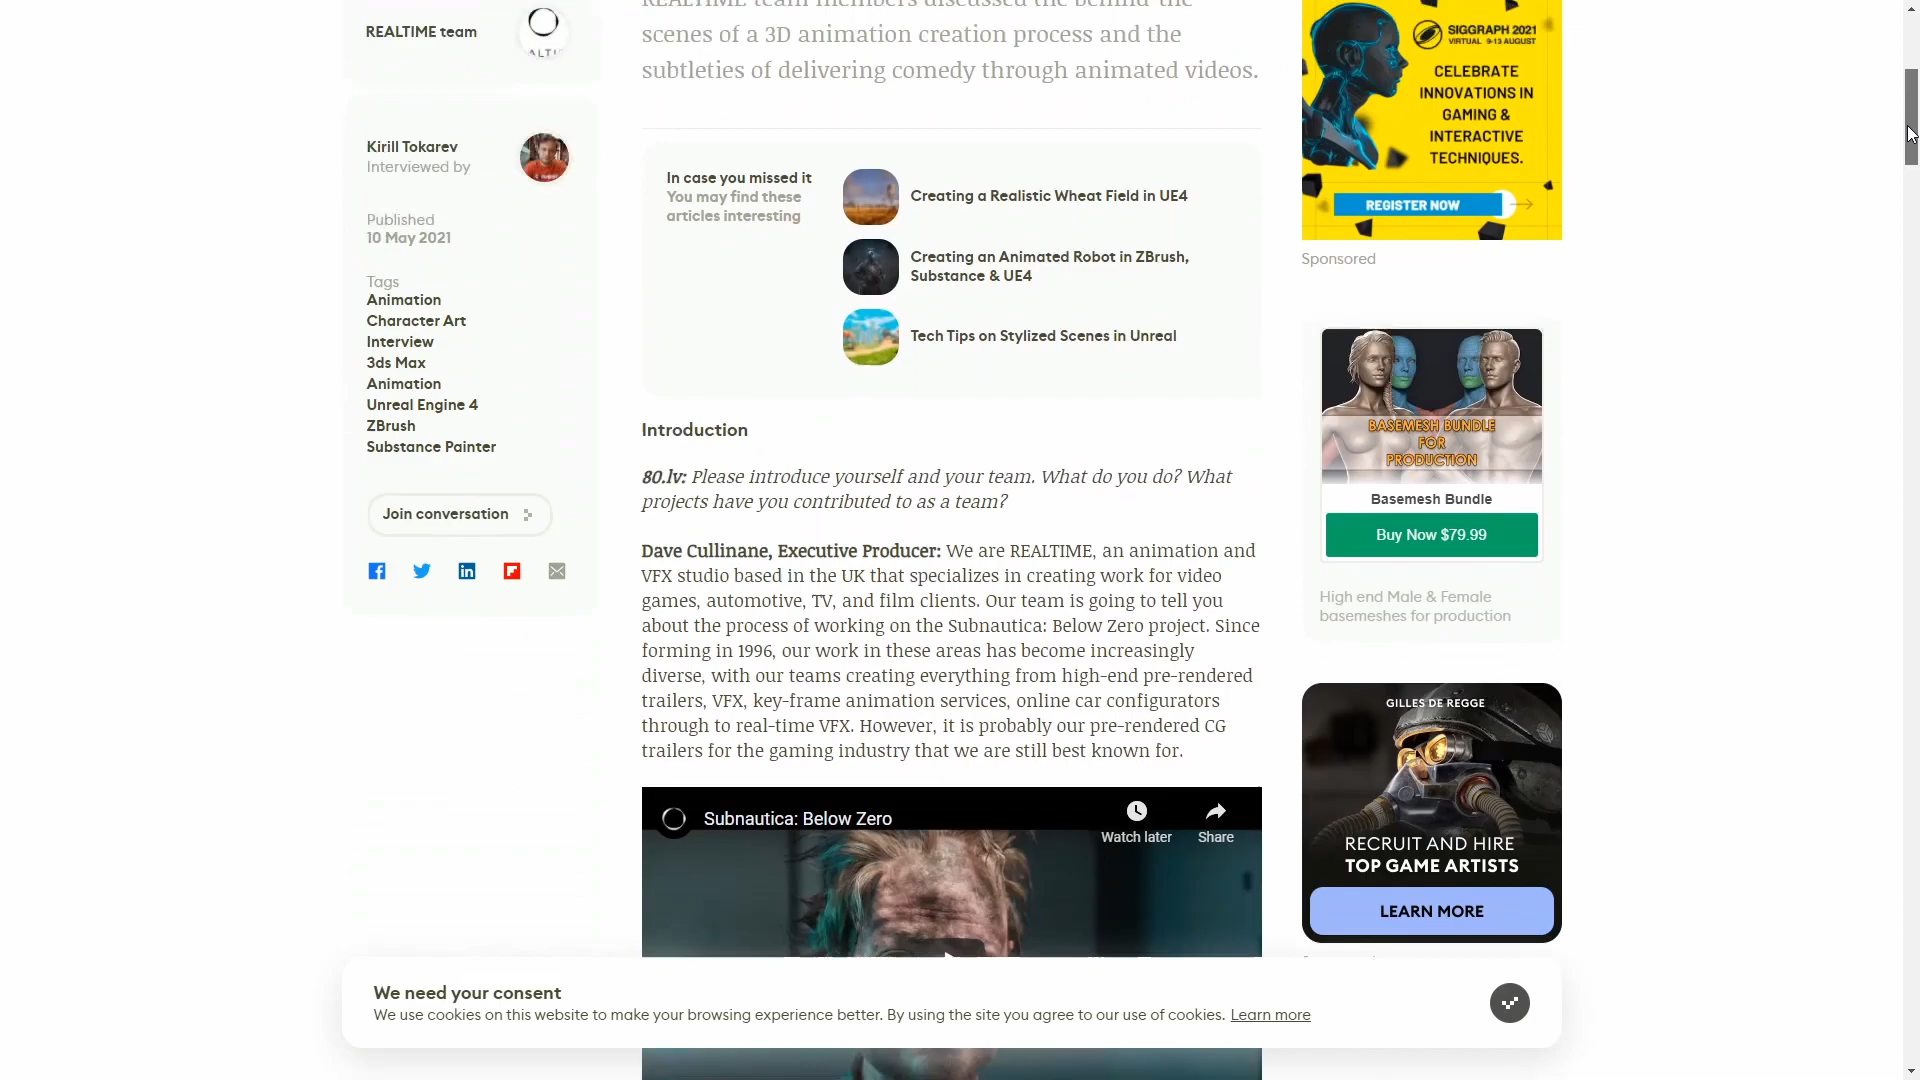 REALTIME team
ALTI
Kirill Tokarev
Interviewed by
Published
10 May 2021
Tags
Animation
Character Art
Interview
3ds Max
Animation
Unreal Engine 4
ZBrush
Substance Painter
Join conversation
REALTIME team members discussed the behind-the-
scenes of a 3D animation creation process and the
subtleties of delivering comedy through animated videos.
In case you missed it
You may find these
articles interesting
Creating a Realistic Wheat Field in UE4
Creating an Animated Robot in ZBrush,
Substance & UE4
Tech Tips on Stylized Scenes in Unreal
Introduction
80.lv: Please introduce yourself and your team. What do you do? What
projects have you contributed to as a team?
Dave Cullinane, Executive Producer: We are REALTIME, an animation and
VFX studio based in the UK that specializes in creating work for video
games, automotive, TV, and film clients. Our team is going to tell you
about the process of working on the Subnautica: Below Zero project. Since
forming in 1996, our work in these areas has become increasingly
diverse, with our teams creating everything from high-end pre-rendered
trailers, VFX, key-frame animation services, online car configurators
through to real-time VFX. However, it is probably our pre-rendered CG
trailers for the gaming industry that we are still best known for.
Subnautica: Below Zero
Watch later
Share
SIGGRAPH 2021
VIRTUAL 9-13 AUGUST
CELEBRATE
INNOVATIONS IN
GAMING &
INTERACTIVE
TECHNIQUES.
REGISTER NOW
Sponsored
BASEMESH BUNDLE
FOR
PRODUCTION
Basemesh Bundle
Buy Now $79.99
High end Male & Female
basemeshes for production
GILLES DE REGGE
RECRUIT AND HIRE
TOP GAME ARTISTS
LEARN MORE
We need your consent
We use cookies on this website to make your browsing experience better. By using the site you agree to our use of cookies. Learn more